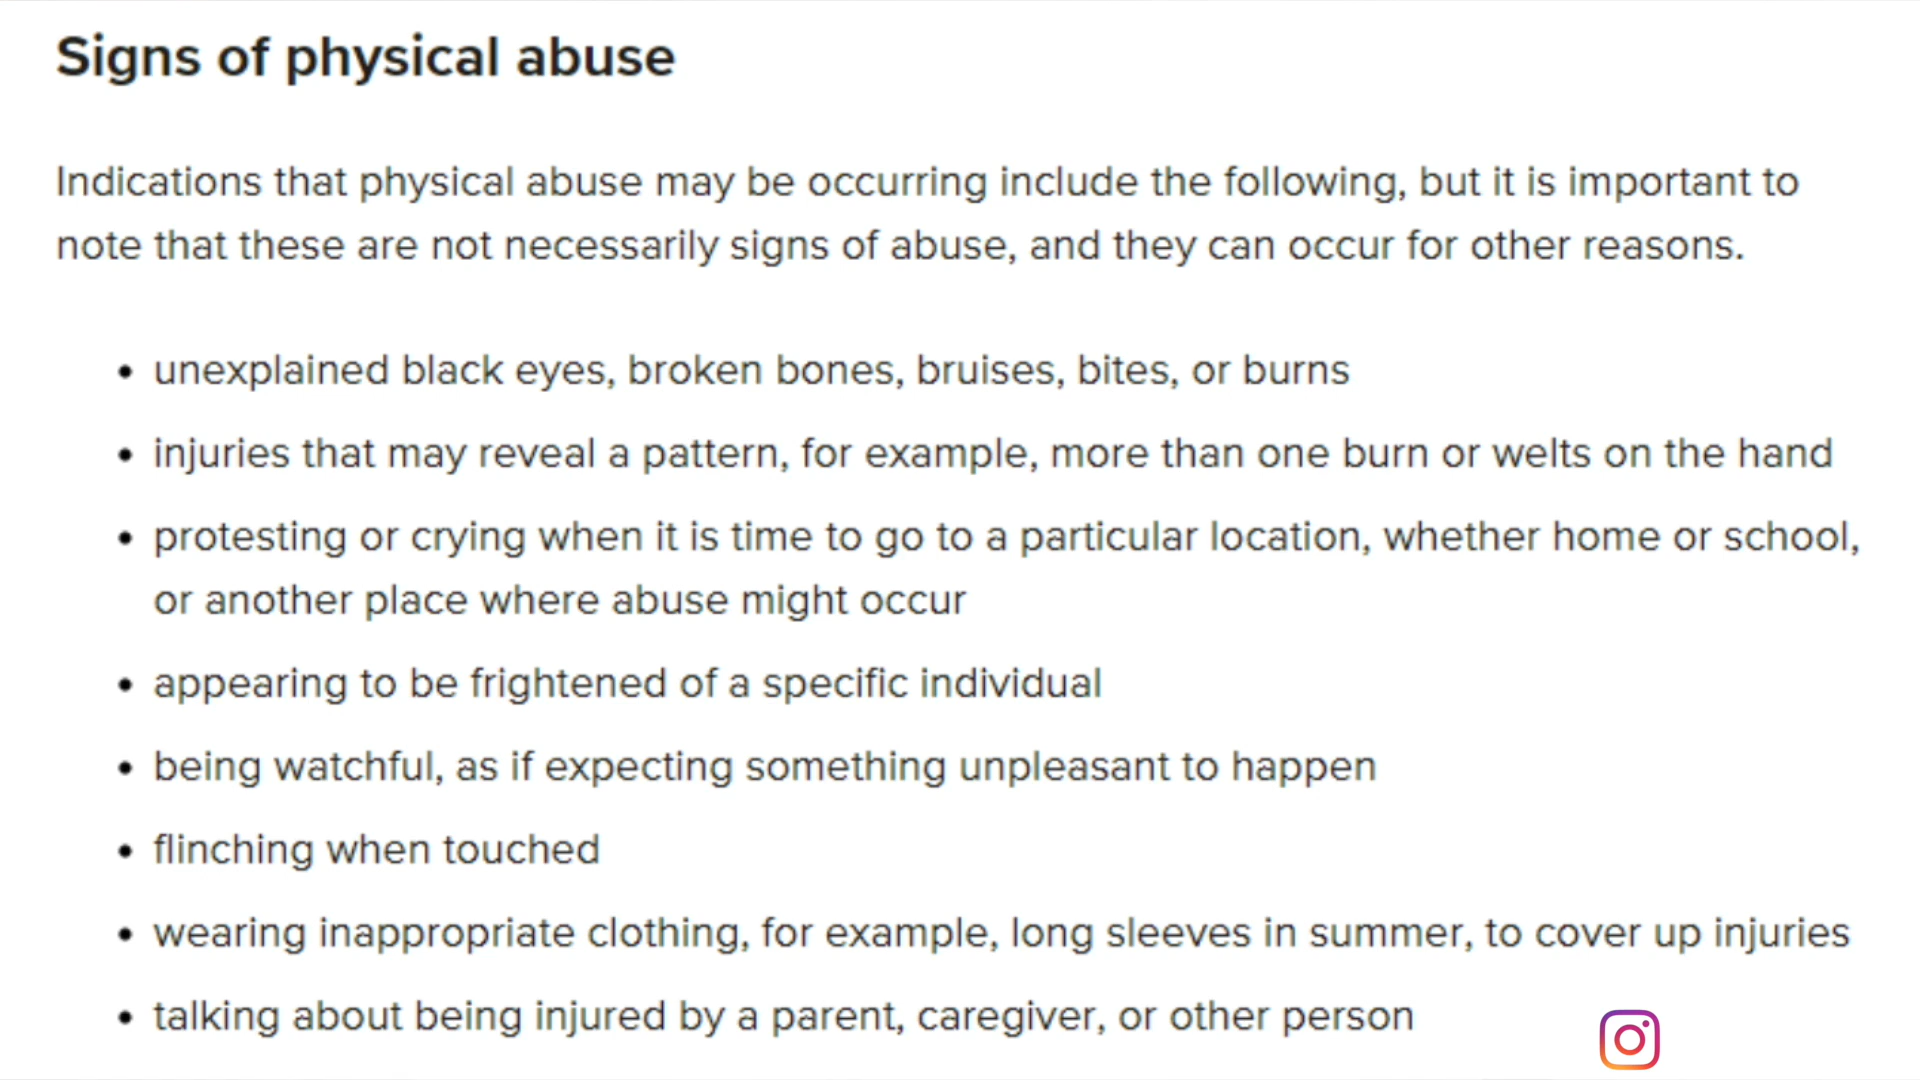 Signs of physical abuse
Indications that physical abuse may be occurring include the following, but it is important to
note that these are not necessarily signs of abuse, and they can occur for other reasons.
• unexplained black eyes, broken bones, bruises, bites, or burns
• injuries that may reveal a pattern, for example, more than one burn or welts on the hand
• protesting or crying when it is time to go to a particular location, whether home or school,
or another place where abuse might occur
• appearing to be frightened of a specific individual
• being watchful, as if expecting something unpleasant to happen
• flinching when touched
• wearing inappropriate clothing, for example, long sleeves in summer, to cover up injuries
• talking about being injured by a parent, caregiver, or other person